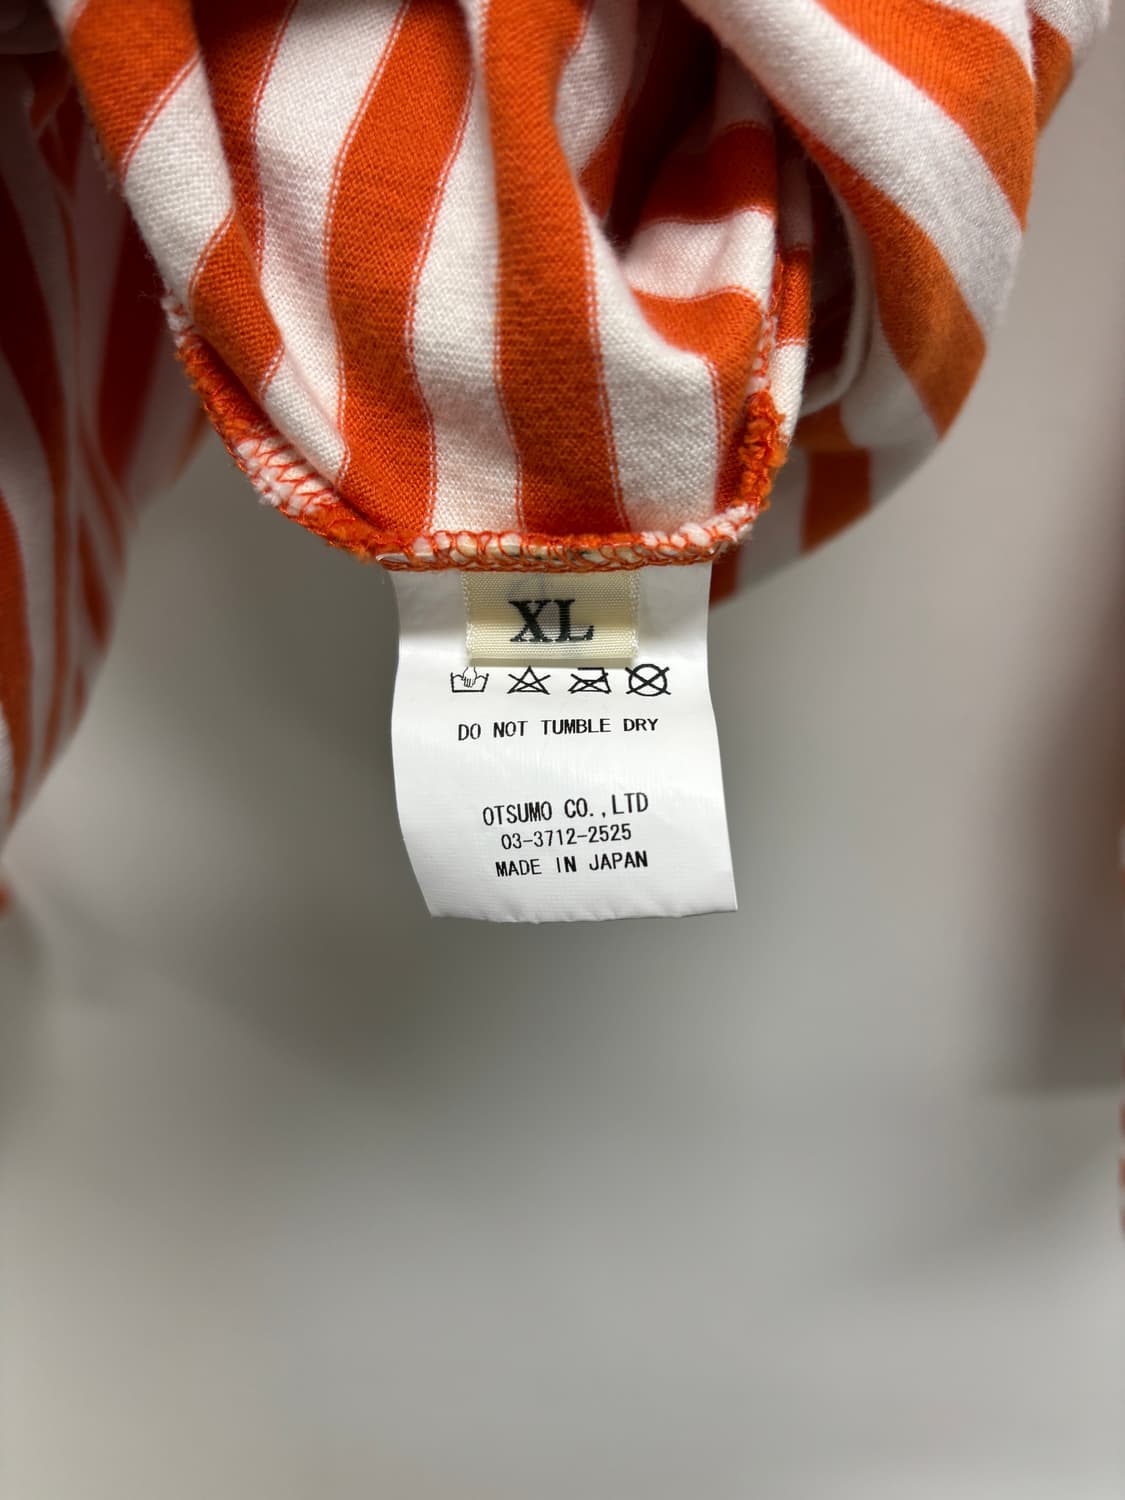 XL
DO NOT TUMBLE DRY
OTSUMO CO.,LTD
03-3712-2525
MADE IN JAPAN